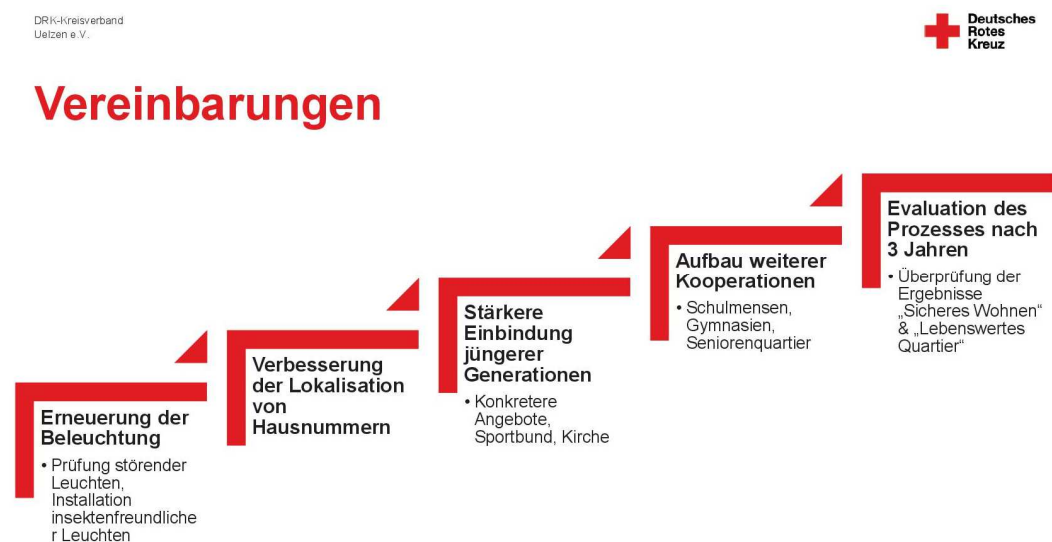 DRK-Kreisverband
Uelzen e.V.
Deutsches
Rotes
Kreuz
Vereinbarungen
Erneuerung der
Beleuchtung
• Prüfung störender
Leuchten,
Installation
insektenfreundliche
r Leuchten
Verbesserung
der Lokalisation
von
Hausnummern
Stärkere
Einbindung
jüngerer
Generationen
• Konkretere
Angebote,
Sportbund, Kirche
Aufbau weiterer
Kooperationen
• Schulmensen,
Gymnasien,
Seniorenquartier
Evaluation des
Prozesses nach
3 Jahren
• Überprüfung der
Ergebnisse
„Sicheres Wohnen“
& „Lebenswertes
Quartier“